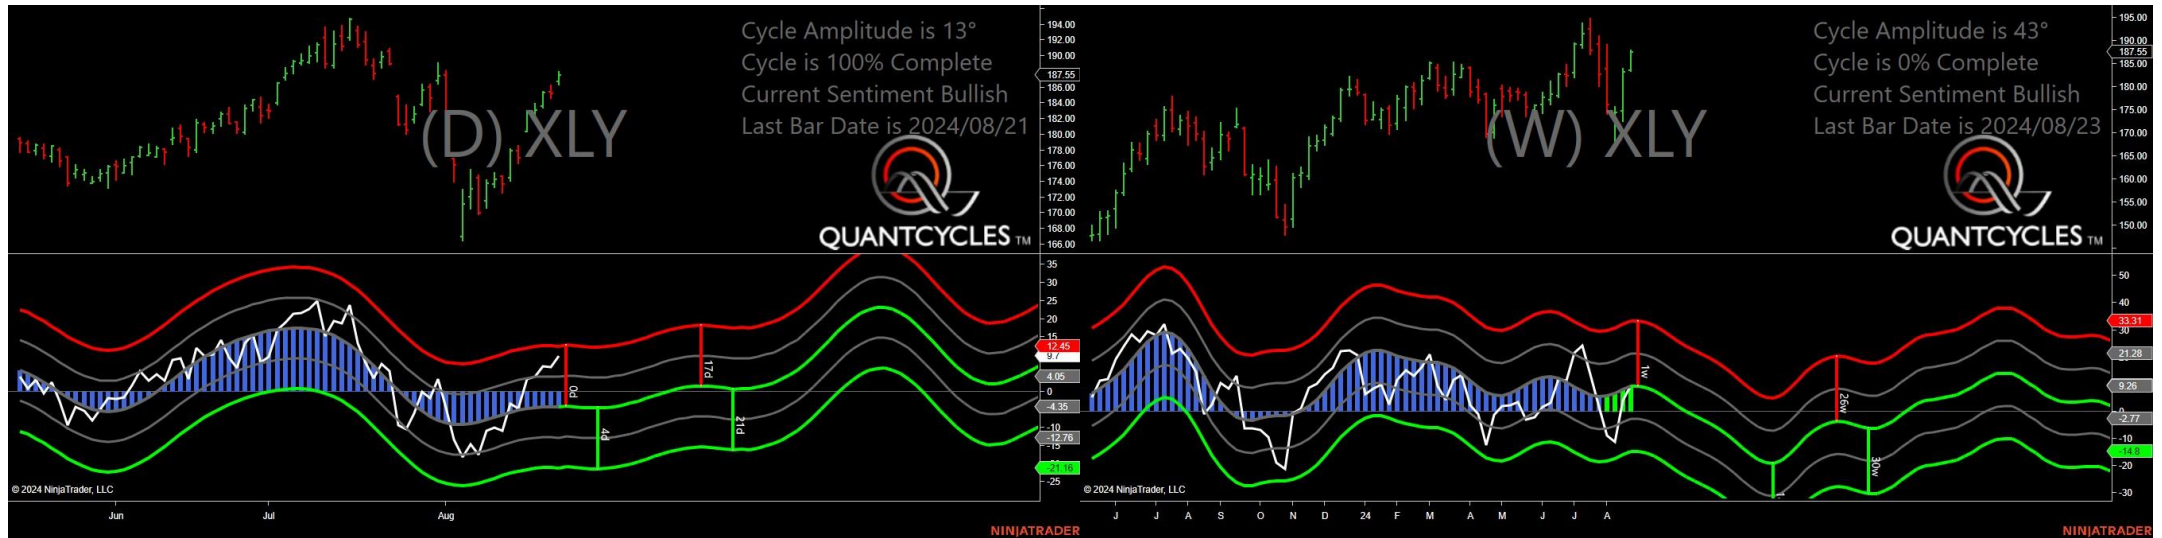 Cycle Amplitude is 13°
Cycle is 100% Complete
Current Sentiment Bullish
Last Bar Date is 2024/08/21
(D) XLY
QUANTCYCLES TM
194.00
192.00
190.00
187.55
186.00
184.00
182.00
180.00
178.00
176.00
174.00
172.00
170.00
168.00
166.00
35
30
25
20
15
12.45
9.7
4.05
0
-4.35
-10
-12.76
-15
-21.16
-25
0d
4d
17d
21d
© 2024 NinjaTrader, LLC
Jun
Jul
Aug
NINJATRADER
Cycle Amplitude is 43°
Cycle is 0% Complete
Current Sentiment Bullish
Last Bar Date is 2024/08/23
(W) XLY
QUANTCYCLES TM
195.00
190.00
187.55
185.00
180.00
175.00
170.00
165.00
160.00
155.00
150.00
50
40
33.31
30
21.28
9.26
0
-2.77
-10
-14.8
-20
-30
1w
26w
30w
© 2024 NinjaTrader, LLC
J J A S O N D 24 F M A M J J A
NINJATRADER